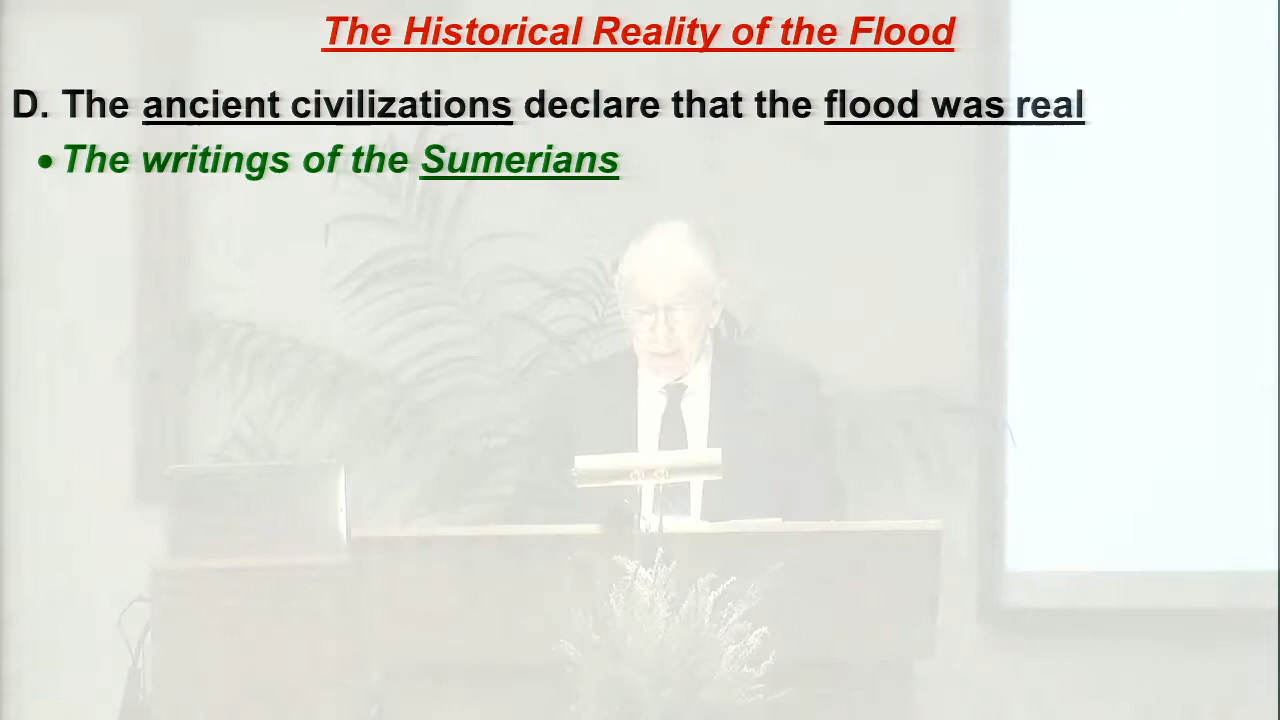 The Historical Reality of the Flood
D. The ancient civilizations declare that the flood was real
• The writings of the Sumerians